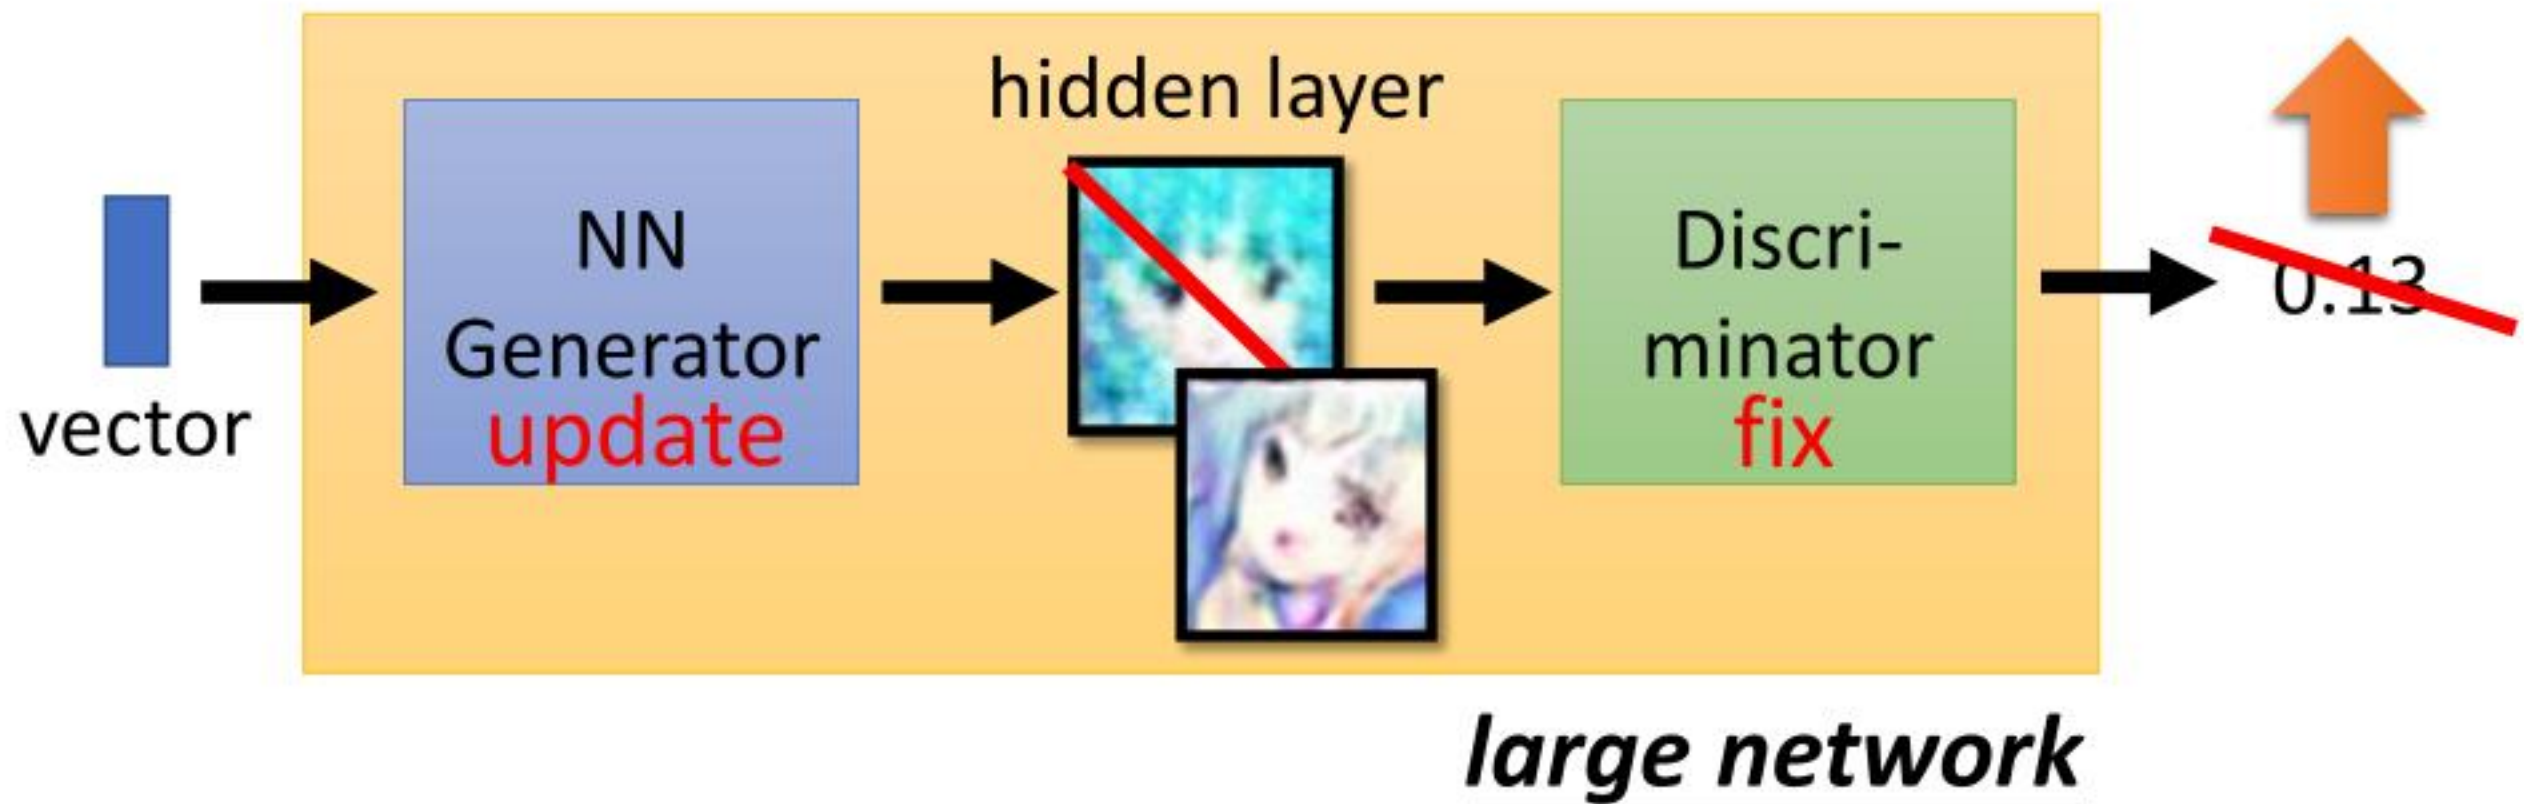 vector
NN
Generator
update
hidden layer
Discri-
minator
fix
0.13
large network